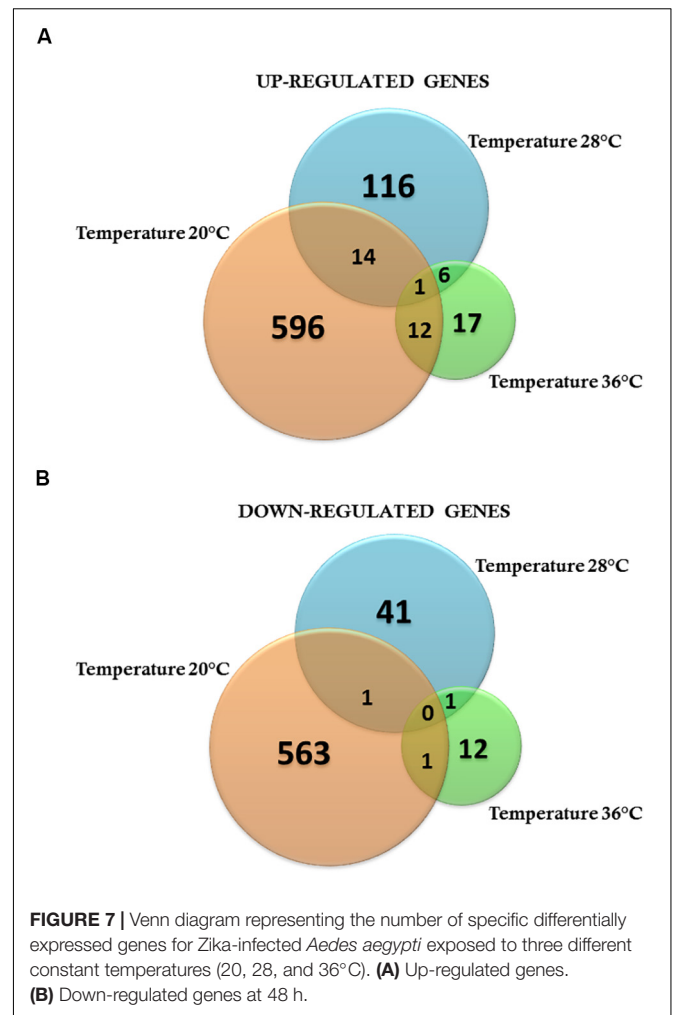 A
UP-REGULATED GENES
Temperature 28°C
116
Temperature 20°C
14
6
1
596
12
17
Temperature 36°C
B
DOWN-REGULATED GENES
Temperature 28°C
41
Temperature 20°C
1
1
0
563
1
12
Temperature 36°C
FIGURE 7 | Venn diagram representing the number of specific differentially
expressed genes for Zika-infected Aedes aegypti exposed to three different
constant temperatures (20, 28, and 36°C). (A) Up-regulated genes.
(B) Down-regulated genes at 48 h.